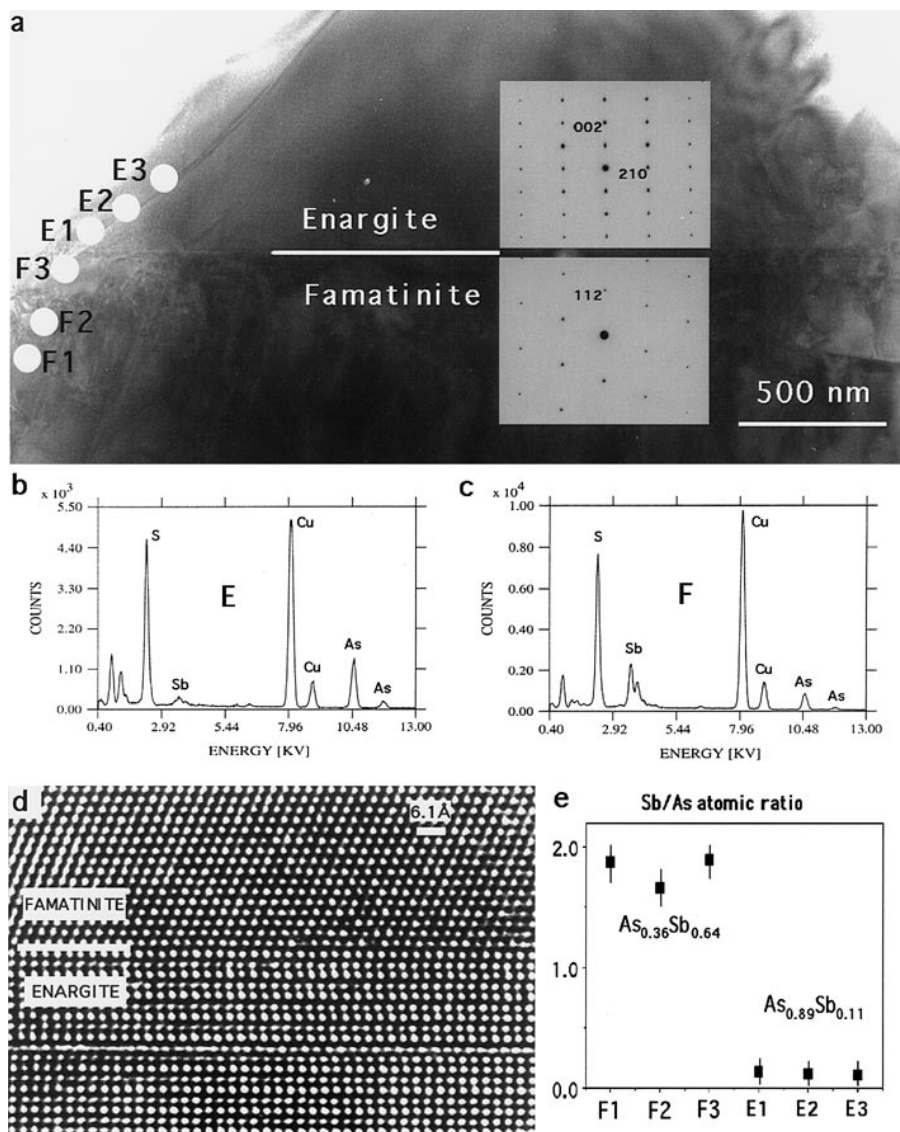 a
002
210
E3
E2
E1
F3
F2
F1
Enargite
Famatinite
112
500 nm
b
x 10³
5.50
4.40
3.30
2.20
1.10
0.00
COUNTS
S
E
Sb
Cu
Cu
As
As
0.40 2.92 5.44 7.96 10.48 13.00
ENERGY [KV]
c
x 10⁴
1.00
0.80
0.60
0.40
0.20
0.00
COUNTS
S
F
Sb
Cu
Cu
As
As
0.40 2.92 5.44 7.96 10.48 13.00
ENERGY [KV]
d
6.1Å
FAMATINITE
ENARGITE
e
Sb/As atomic ratio
2.0
1.0
0.0
As₀.₃₆Sb₀.₆₄
As₀.₈₉Sb₀.₁₁
F1 F2 F3 E1 E2 E3